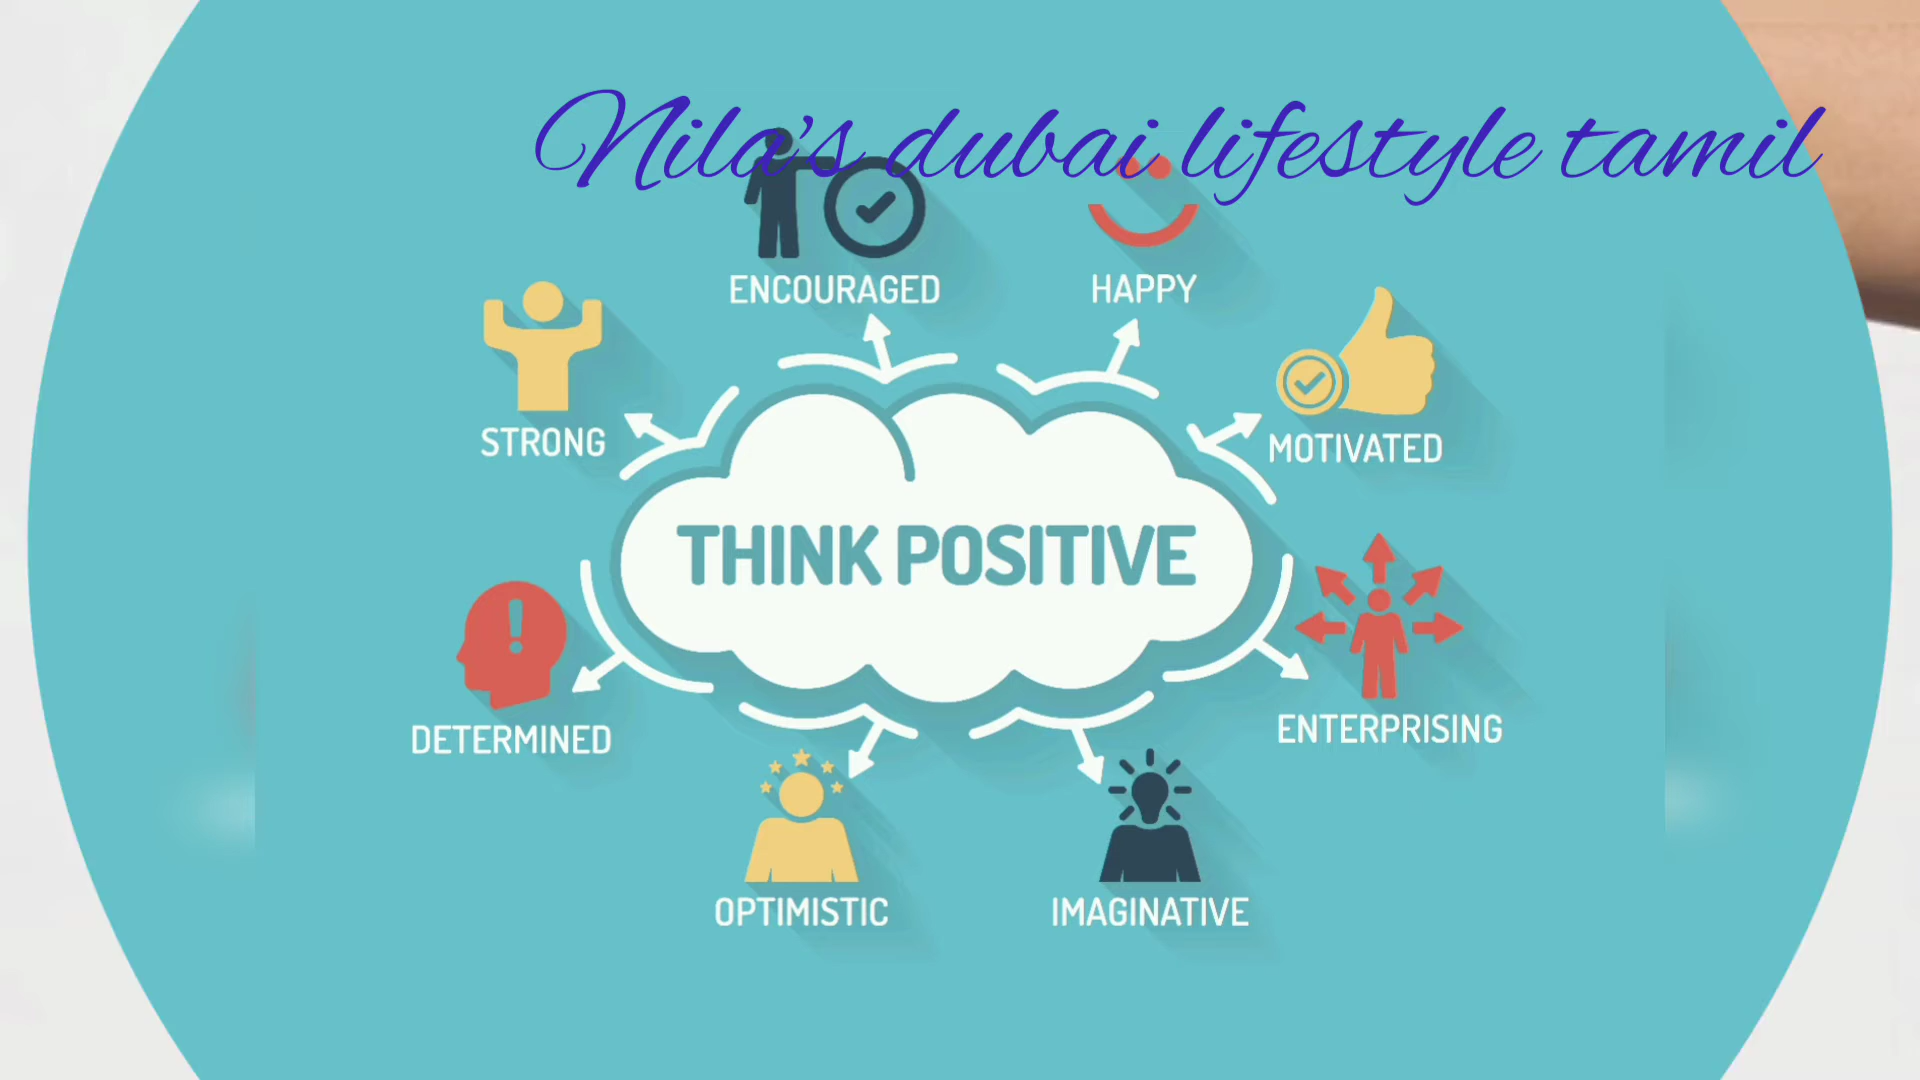 Nila's dubai lifestyle tamil
ENCOURAGED
HAPPY
STRONG
MOTIVATED
THINK POSITIVE
DETERMINED
ENTERPRISING
OPTIMISTIC
IMAGINATIVE